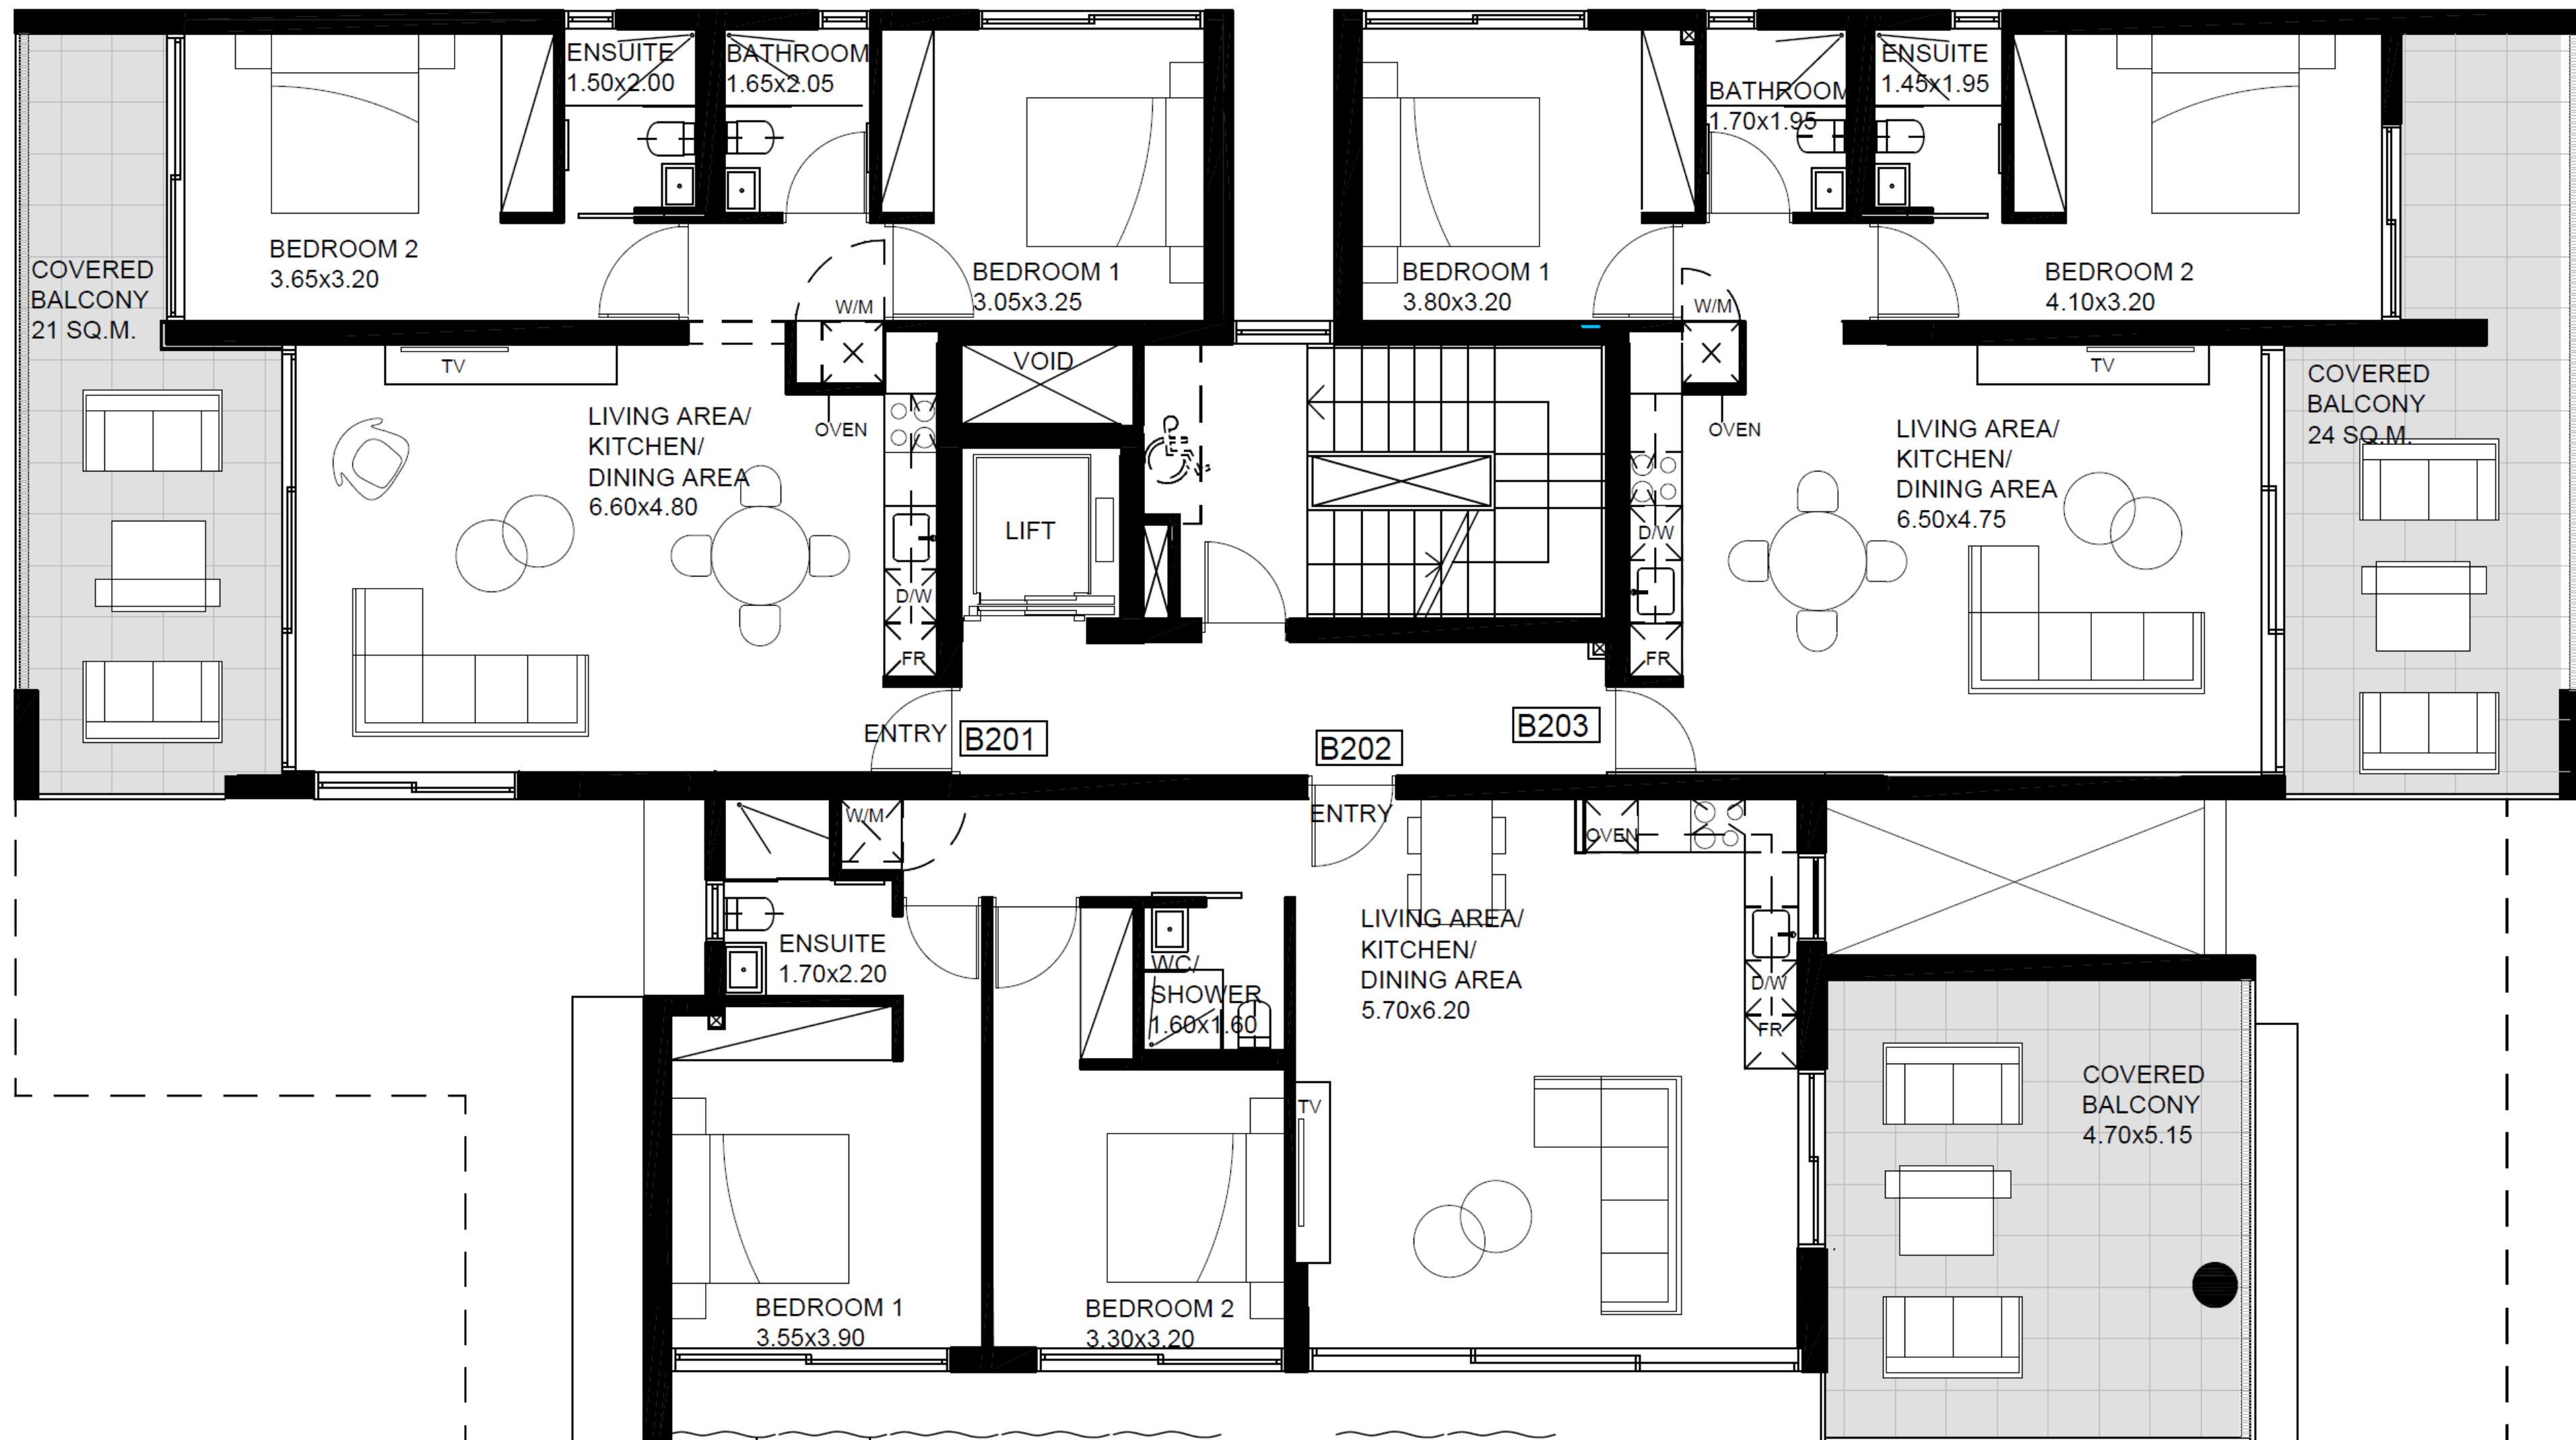 ENSUITE
1.50x2.00
BATHROOM
1.65x2.05
BEDROOM 2
3.65x3.20
BEDROOM 1
3.05x3.25
COVERED
BALCONY
21 SQ.M.
W/M
TV
OVEN
LIVING AREA/
KITCHEN/
DINING AREA
6.60x4.80
D/W
FR
ENTRY
B201
VOID
LIFT
BATHROOM
1.70x1.95
ENSUITE
1.45x1.95
BEDROOM 1
3.80x3.20
BEDROOM 2
4.10x3.20
W/M
TV
OVEN
COVERED
BALCONY
24 SQ.M.
LIVING AREA/
KITCHEN/
DINING AREA
6.50x4.75
D/W
FR
B203
B202
ENTRY
W/M
OVEN
ENSUITE
1.70x2.20
WC/
SHOWER
1.60x1.60
LIVING AREA/
KITCHEN/
DINING AREA
5.70x6.20
D/W
FR
TV
COVERED
BALCONY
4.70x5.15
BEDROOM 1
3.55x3.90
BEDROOM 2
3.30x3.20